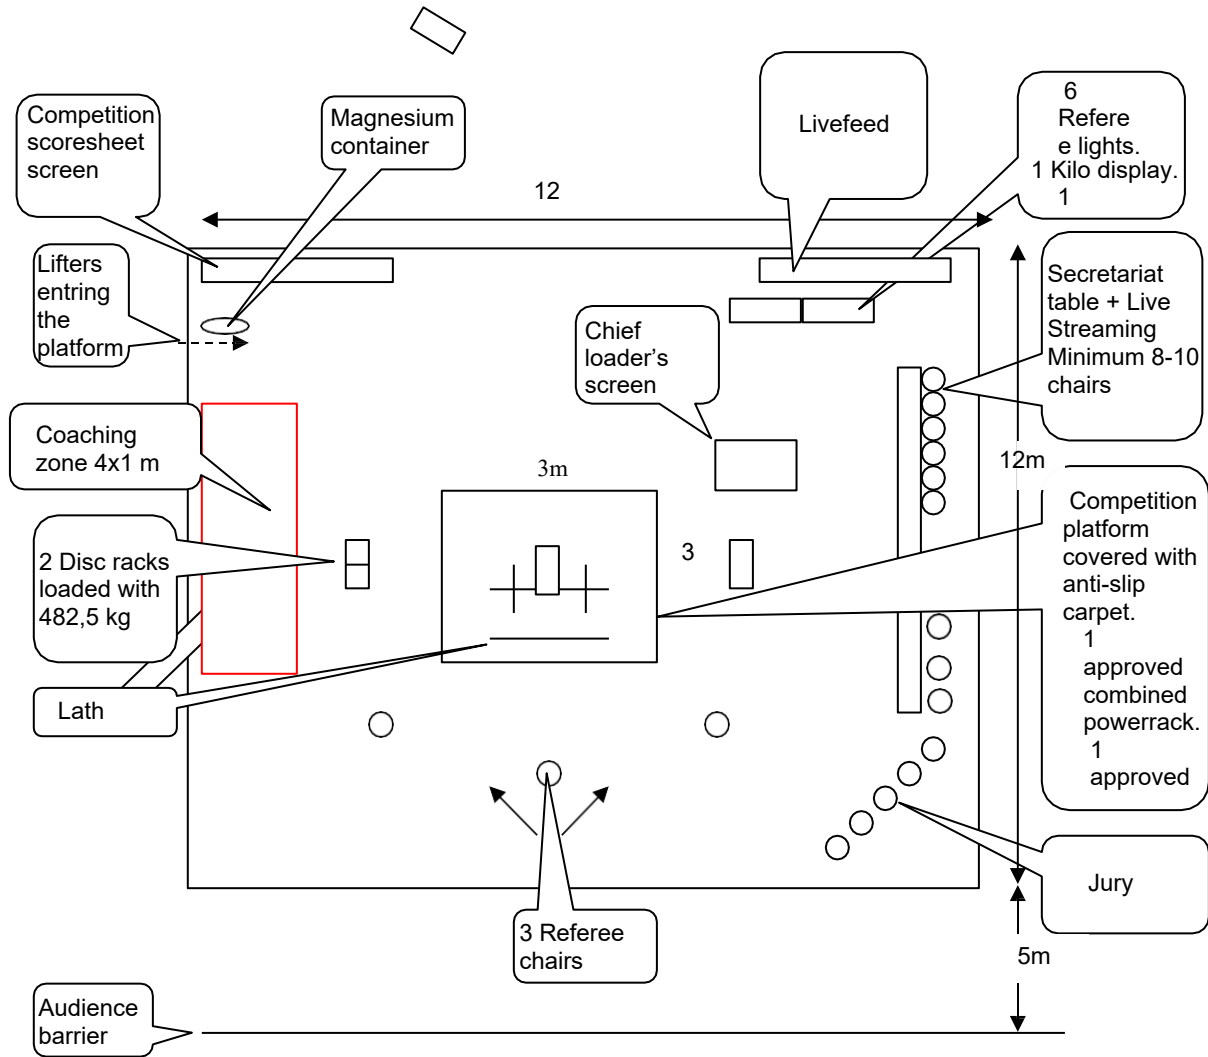 Competition
scoresheet
screen
Magnesium
container
Livefeed
6
Refere
e lights.
1 Kilo display.
1
12
Lifters
entring
the
platform
Chief
loader's
screen
Secretariat
table + Live
Streaming
Minimum 8-10
chairs
Coaching
zone 4x1 m
3m
12m
2 Disc racks
loaded with
482,5 kg
3
Competition
platform
covered with
anti-slip
carpet.
1
approved
combined
powerrack.
1
approved
Lath
Jury
3 Referee
chairs
5m
Audience
barrier